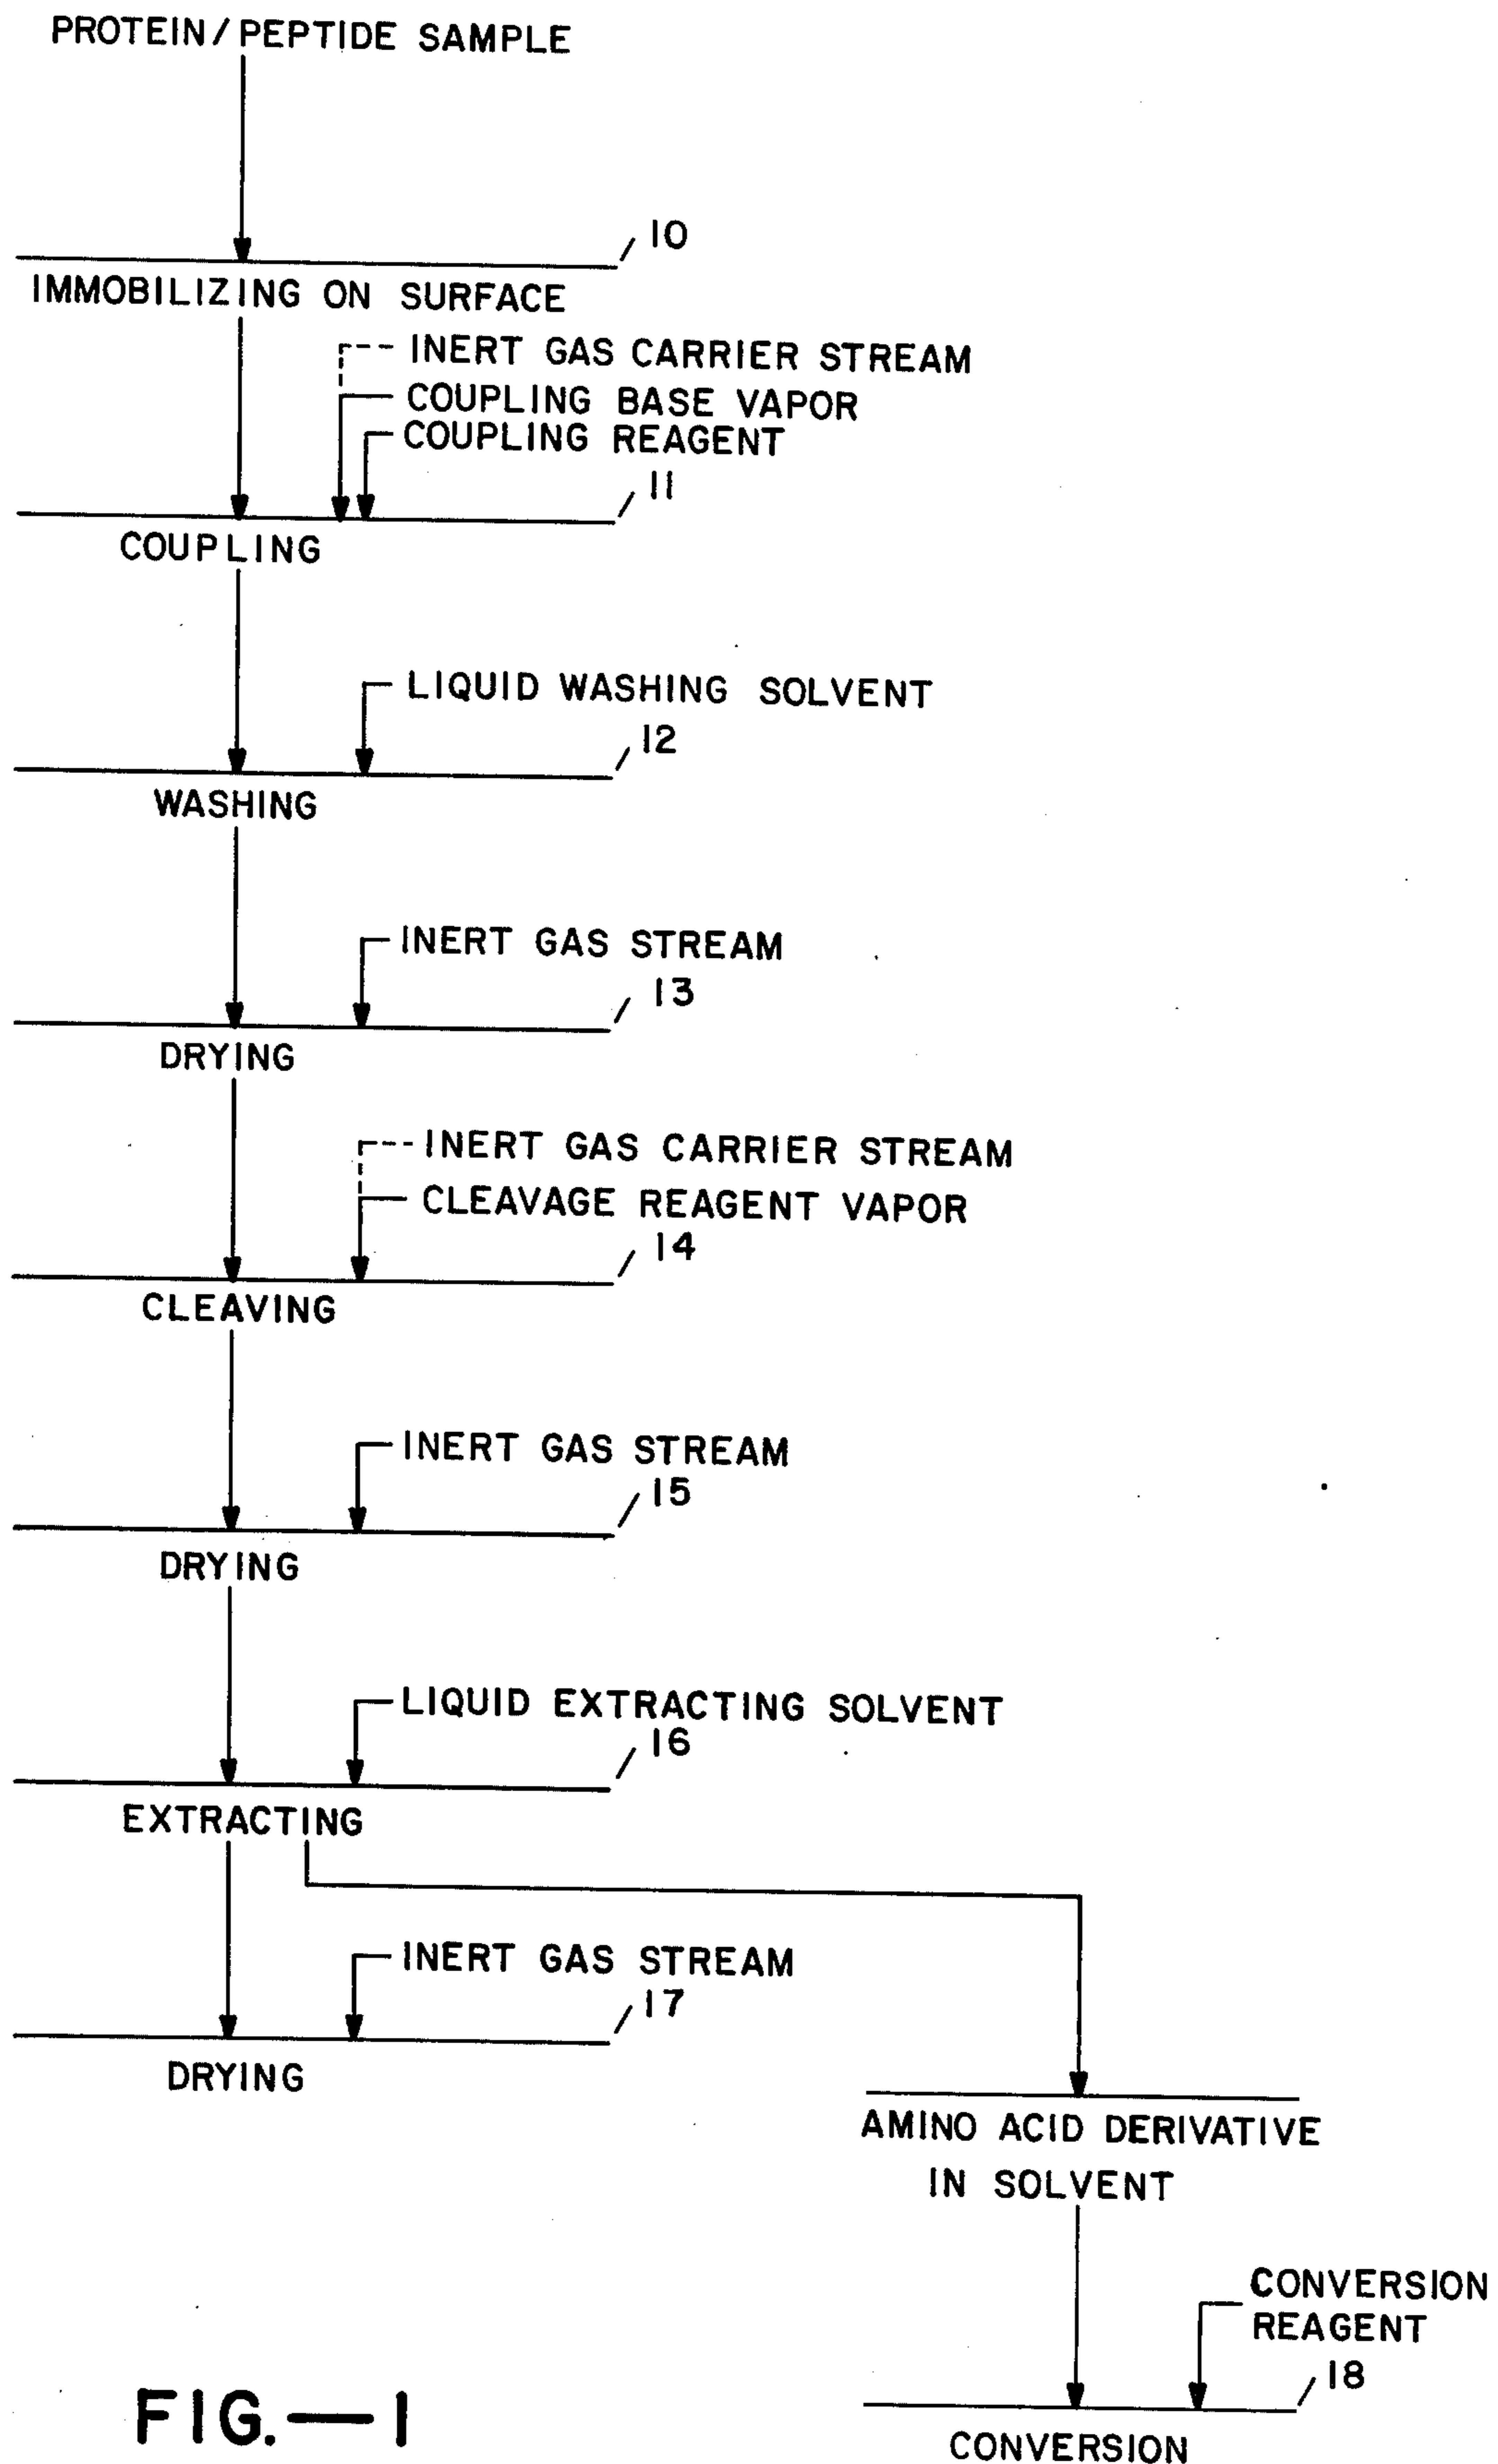 PROTEIN/PEPTIDE SAMPLE
10
IMMOBILIZING ON SURFACE
INERT GAS CARRIER STREAM
COUPLING BASE VAPOR
COUPLING REAGENT
11
COUPLING
LIQUID WASHING SOLVENT
12
WASHING
INERT GAS STREAM
13
DRYING
INERT GAS CARRIER STREAM
CLEAVAGE REAGENT VAPOR
14
CLEAVING
INERT GAS STREAM
15
DRYING
LIQUID EXTRACTING SOLVENT
16
EXTRACTING
INERT GAS STREAM
17
DRYING
AMINO ACID DERIVATIVE
IN SOLVENT
CONVERSION
REAGENT
18
CONVERSION
FIG.—1